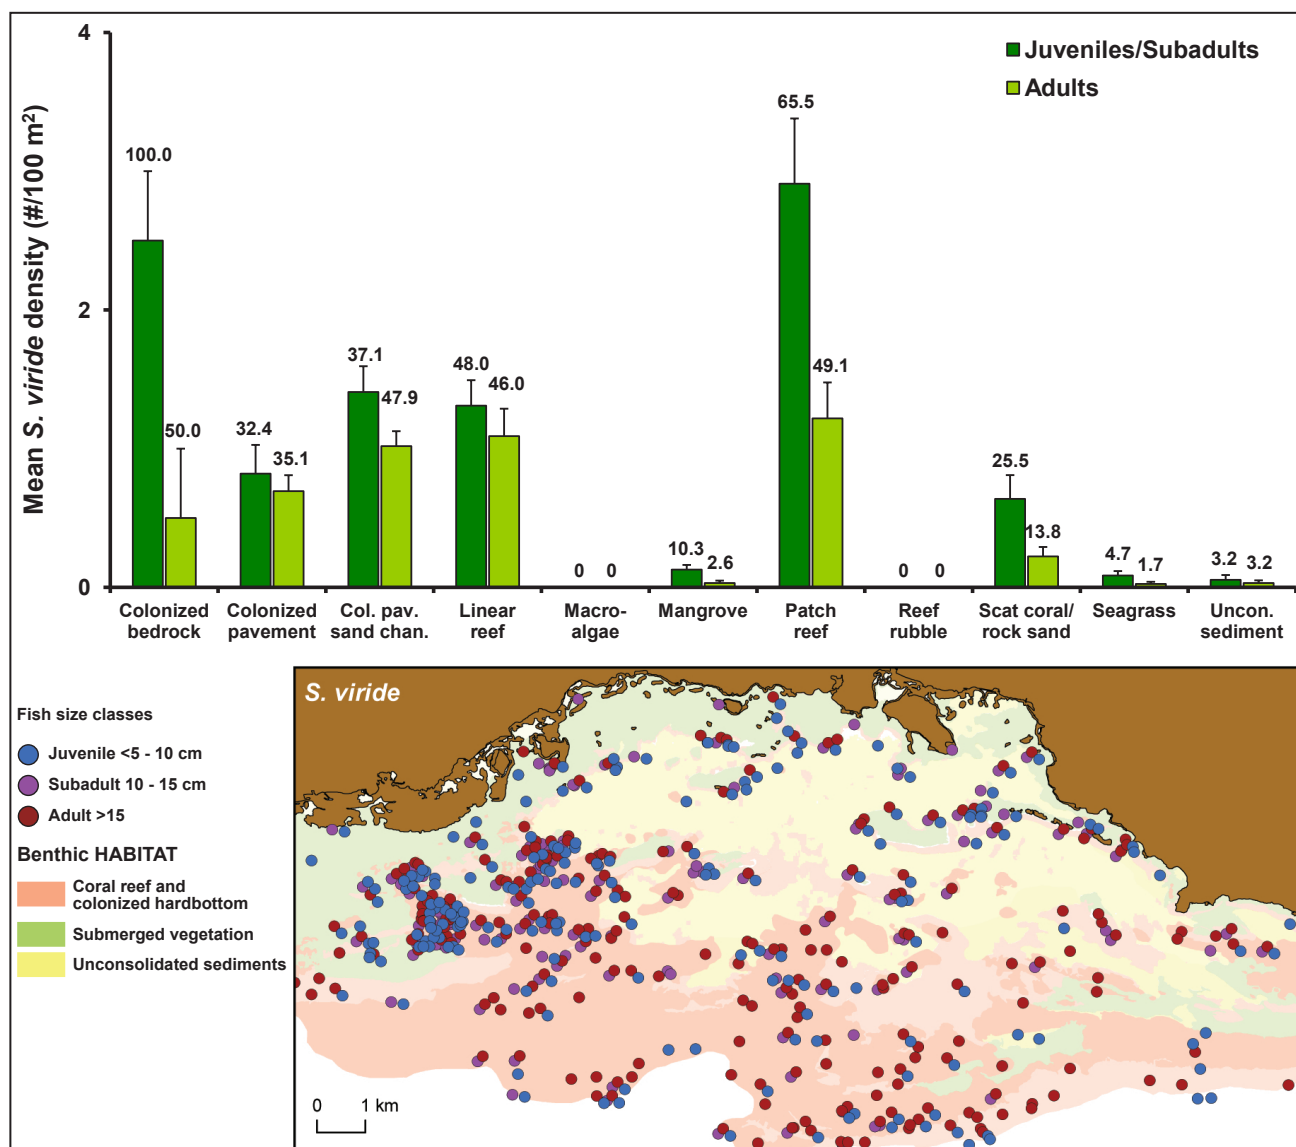 4
2
0
Mean S. viride density (#/100 m²)
Juveniles/Subadults
Adults
100.0
50.0
32.4
35.1
37.1
47.9
48.0
46.0
0 0
10.3
2.6
65.5
49.1
0 0
25.5
13.8
4.7
1.7
3.2 3.2
Colonized
bedrock
Colonized
pavement
Col. pav.
sand chan.
Linear
reef
Macro-
algae
Mangrove
Patch
reef
Reef
rubble
Scat coral/
rock sand
Seagrass
Uncon.
sediment
Fish size classes
Juvenile <5 - 10 cm
Subadult 10 - 15 cm
Adult >15
Benthic HABITAT
Coral reef and
colonized hardbottom
Submerged vegetation
Unconsolidated sediments
S. viride
0 1 km